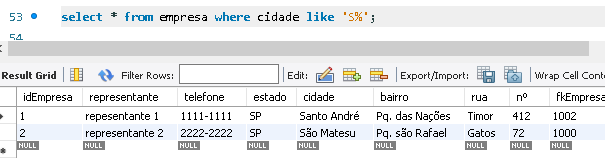 53 select * from empresa where cidade like 'S%';
54
Result Grid Filter Rows: Edit: Export/Import: Wrap Cell Conten
idEmpresa representante telefone estado cidade bairro rua nº fkEmpresa
1 repesentante 1 1111-1111 SP Santo André Pq. das Nações Timor 412 1002
2 representante 2 2222-2222 SP São Matesu Pq. são Rafael Gatos 72 1000
NULL NULL NULL NULL NULL NULL NULL NULL NULL